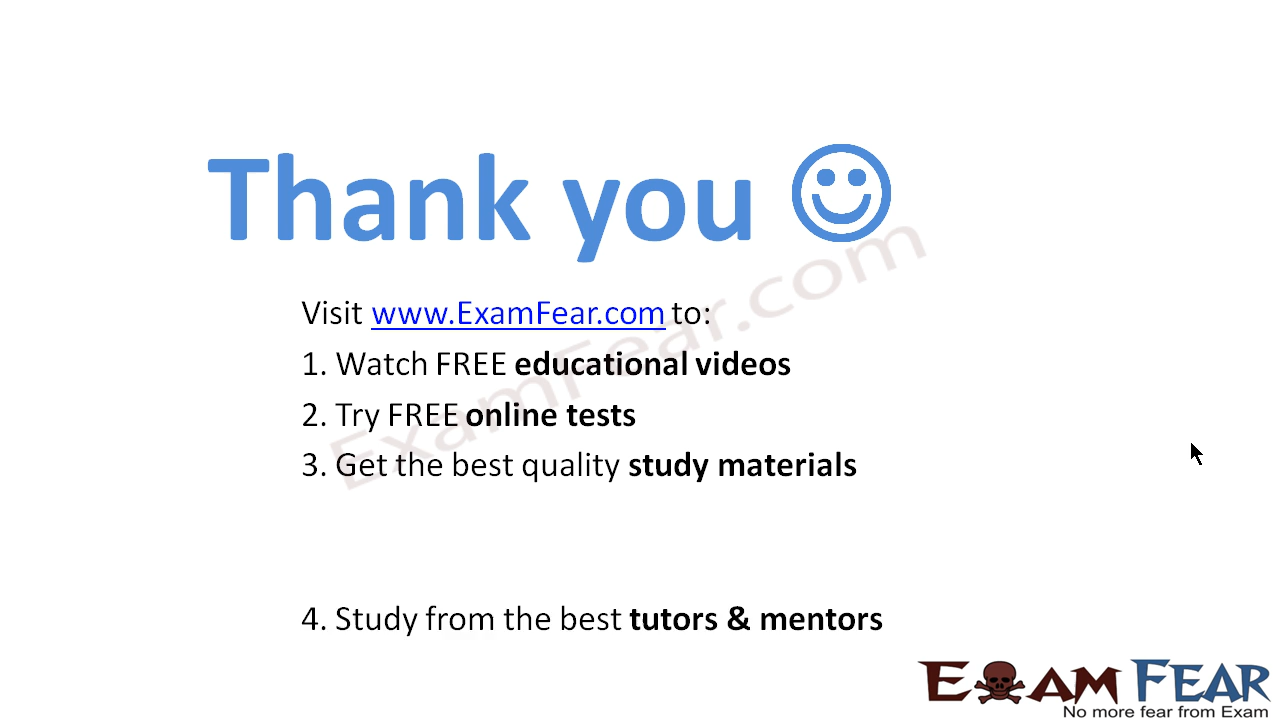 Thank you ☺
Visit www.ExamFear.com to:
1. Watch FREE educational videos
2. Try FREE online tests
3. Get the best quality study materials
4. Study from the best tutors & mentors
ExamFear.com
EXAM FEAR
No more fear from Exam